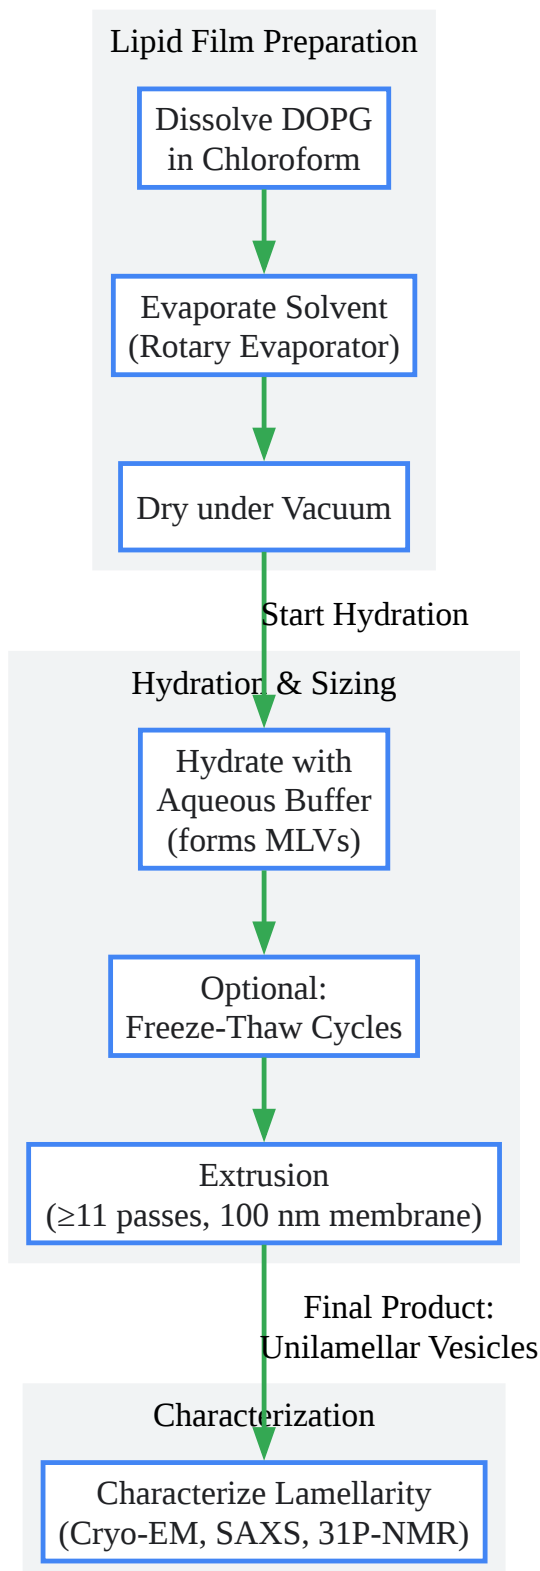 Lipid Film Preparation
Dissolve DOPG
in Chloroform
Evaporate Solvent
(Rotary Evaporator)
Dry under Vacuum
Start Hydration
Hydration & Sizing
Hydrate with
Aqueous Buffer
(forms MLVs)
Optional:
Freeze-Thaw Cycles
Extrusion
(≥11 passes, 100 nm membrane)
Final Product:
Unilamellar Vesicles
Characterization
Characterize Lamellarity
(Cryo-EM, SAXS, 31P-NMR)